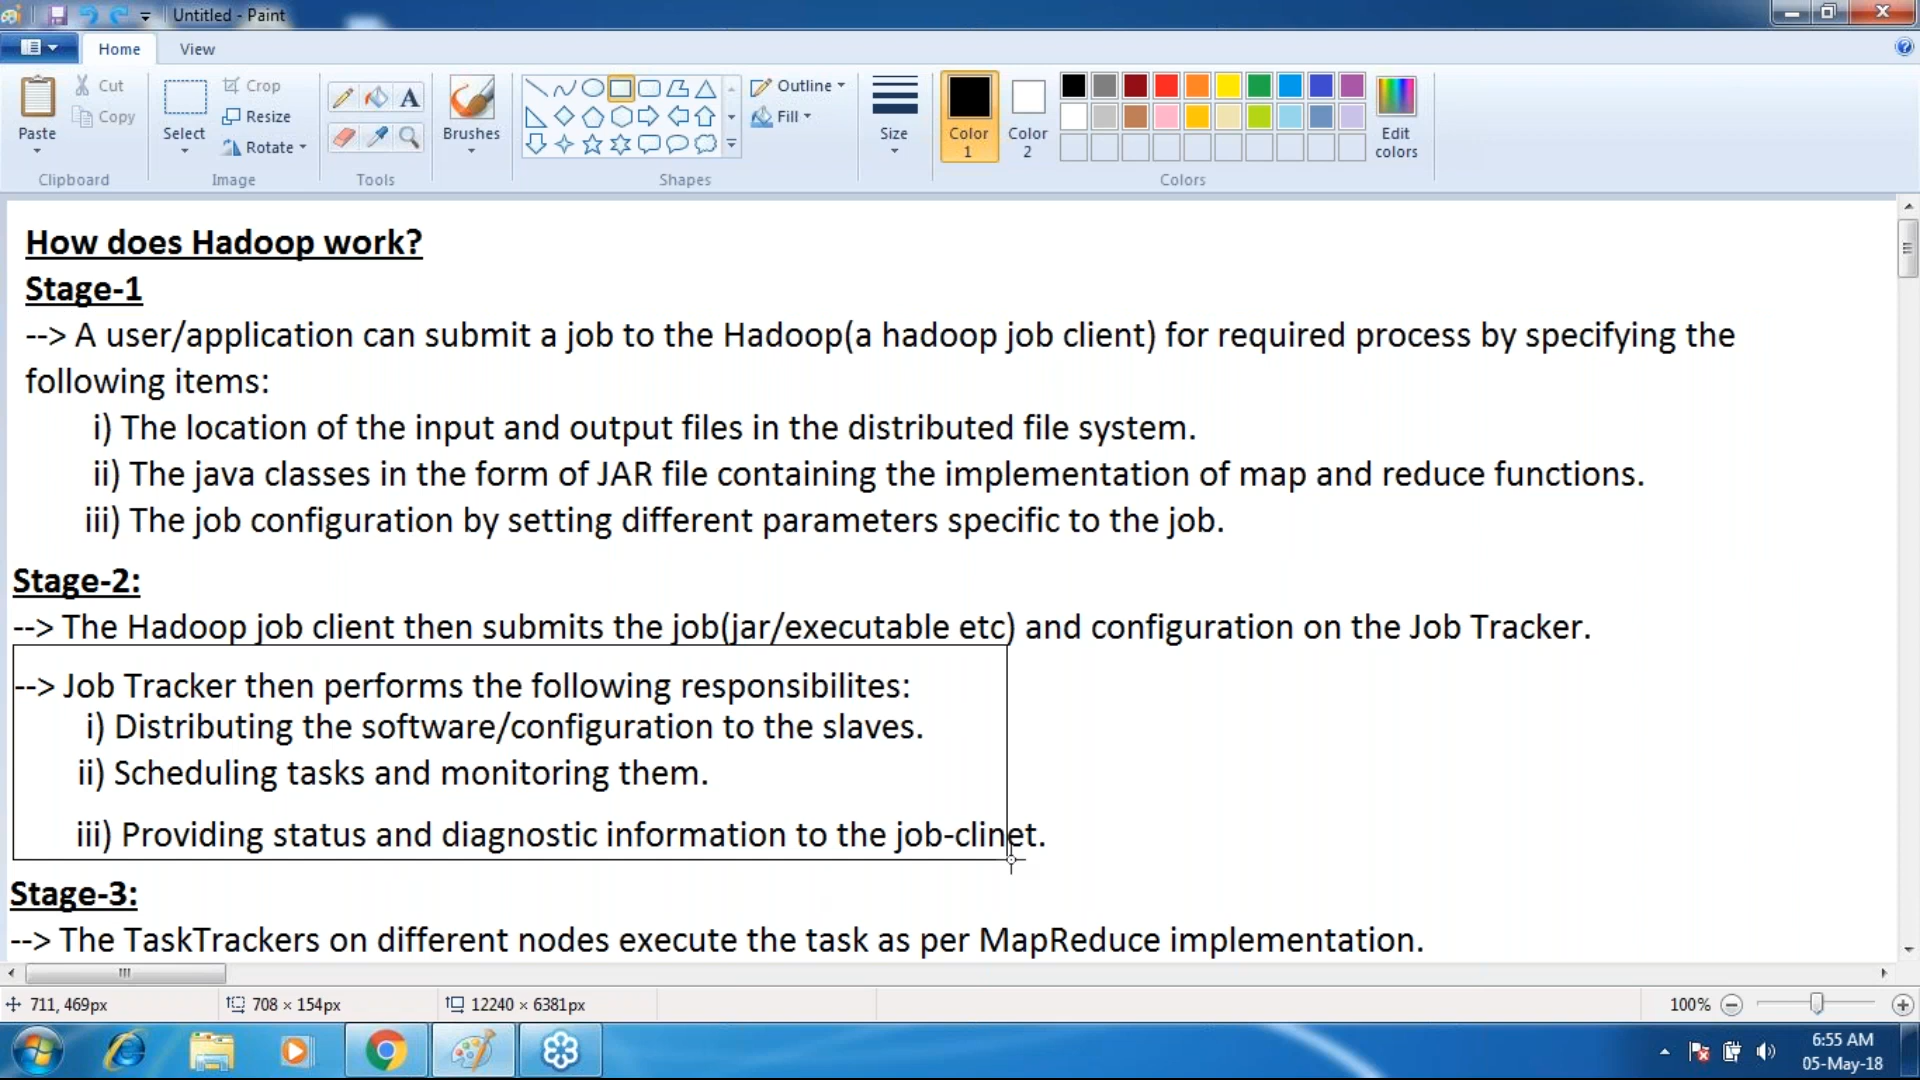 Untitled - Paint
Home View
Paste
Cut
Copy
Clipboard
Select
Crop
Resize
Rotate
Image
A
Tools
Brushes
Outline
Fill
Shapes
Size
Color 1
Color 2
Edit colors
Colors
How does Hadoop work?
Stage-1
--> A user/application can submit a job to the Hadoop(a hadoop job client) for required process by specifying the
following items:
i) The location of the input and output files in the distributed file system.
ii) The java classes in the form of JAR file containing the implementation of map and reduce functions.
iii) The job configuration by setting different parameters specific to the job.
Stage-2:
--> The Hadoop job client then submits the job(jar/executable etc) and configuration on the Job Tracker.
--> Job Tracker then performs the following responsibilites:
i) Distributing the software/configuration to the slaves.
ii) Scheduling tasks and monitoring them.
iii) Providing status and diagnostic information to the job-clinet.
Stage-3:
--> The TaskTrackers on different nodes execute the task as per MapReduce implementation.
711, 469px 708 × 154px 12240 × 6381px 100%
6:55 AM
05-May-18